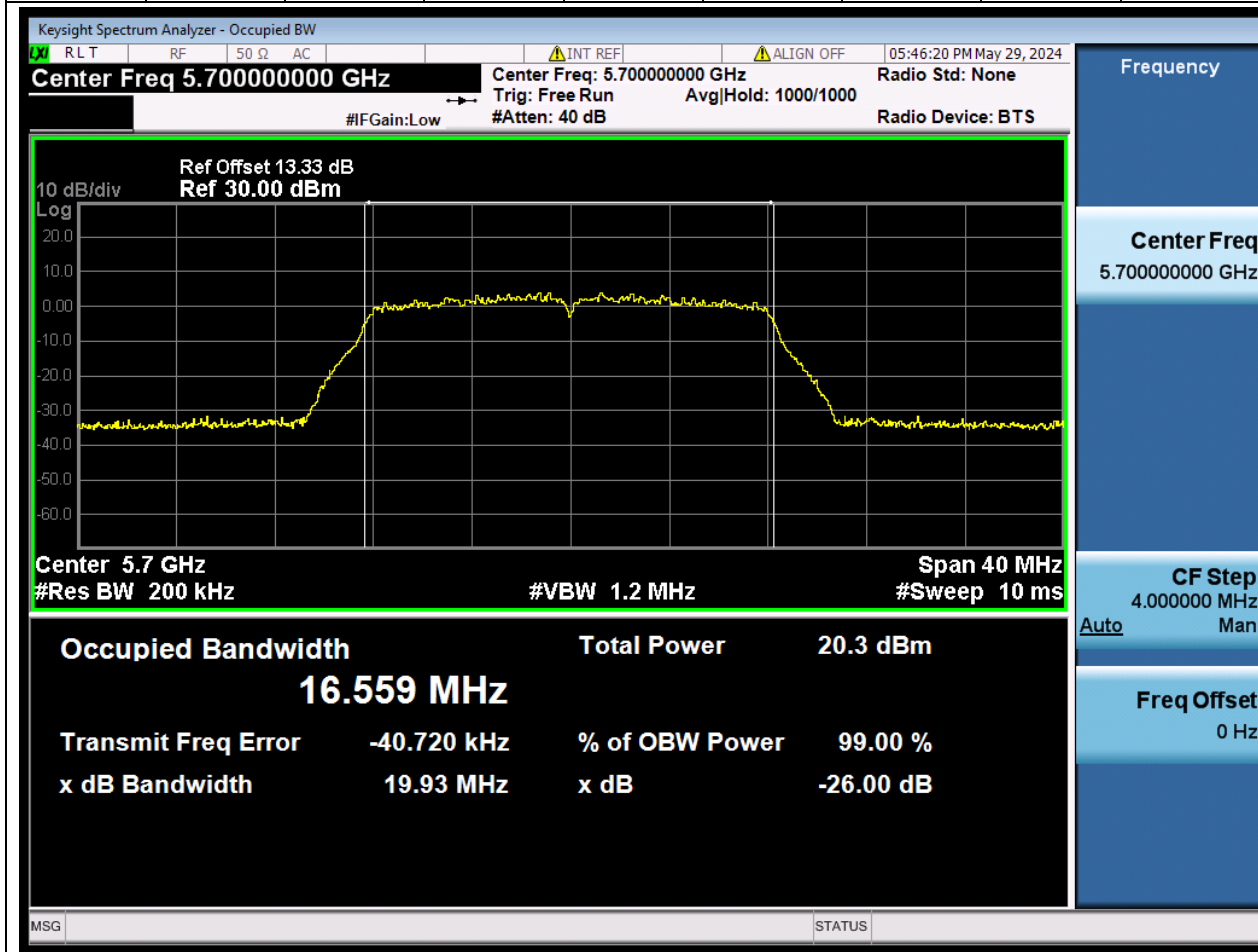 Keysight Spectrum Analyzer - Occupied BW
LXI RLT RF 50 Ω AC INT REF ALIGN OFF 05:46:20 PM May 29, 2024
Center Freq 5.700000000 GHz
Center Freq: 5.700000000 GHz Radio Std: None
Trig: Free Run Avg|Hold: 1000/1000
#IFGain:Low #Atten: 40 dB Radio Device: BTS
Ref Offset 13.33 dB
10 dB/div Ref 30.00 dBm
Log
20.0
10.0
0.00
-10.0
-20.0
-30.0
-40.0
-50.0
-60.0
Center 5.7 GHz Span 40 MHz
#Res BW 200 kHz #VBW 1.2 MHz #Sweep 10 ms
Occupied Bandwidth Total Power 20.3 dBm
16.559 MHz
Transmit Freq Error -40.720 kHz % of OBW Power 99.00 %
x dB Bandwidth 19.93 MHz x dB -26.00 dB
MSG STATUS
Frequency
Center Freq
5.700000000 GHz
CF Step
4.000000 MHz
Auto Man
Freq Offset
0 Hz